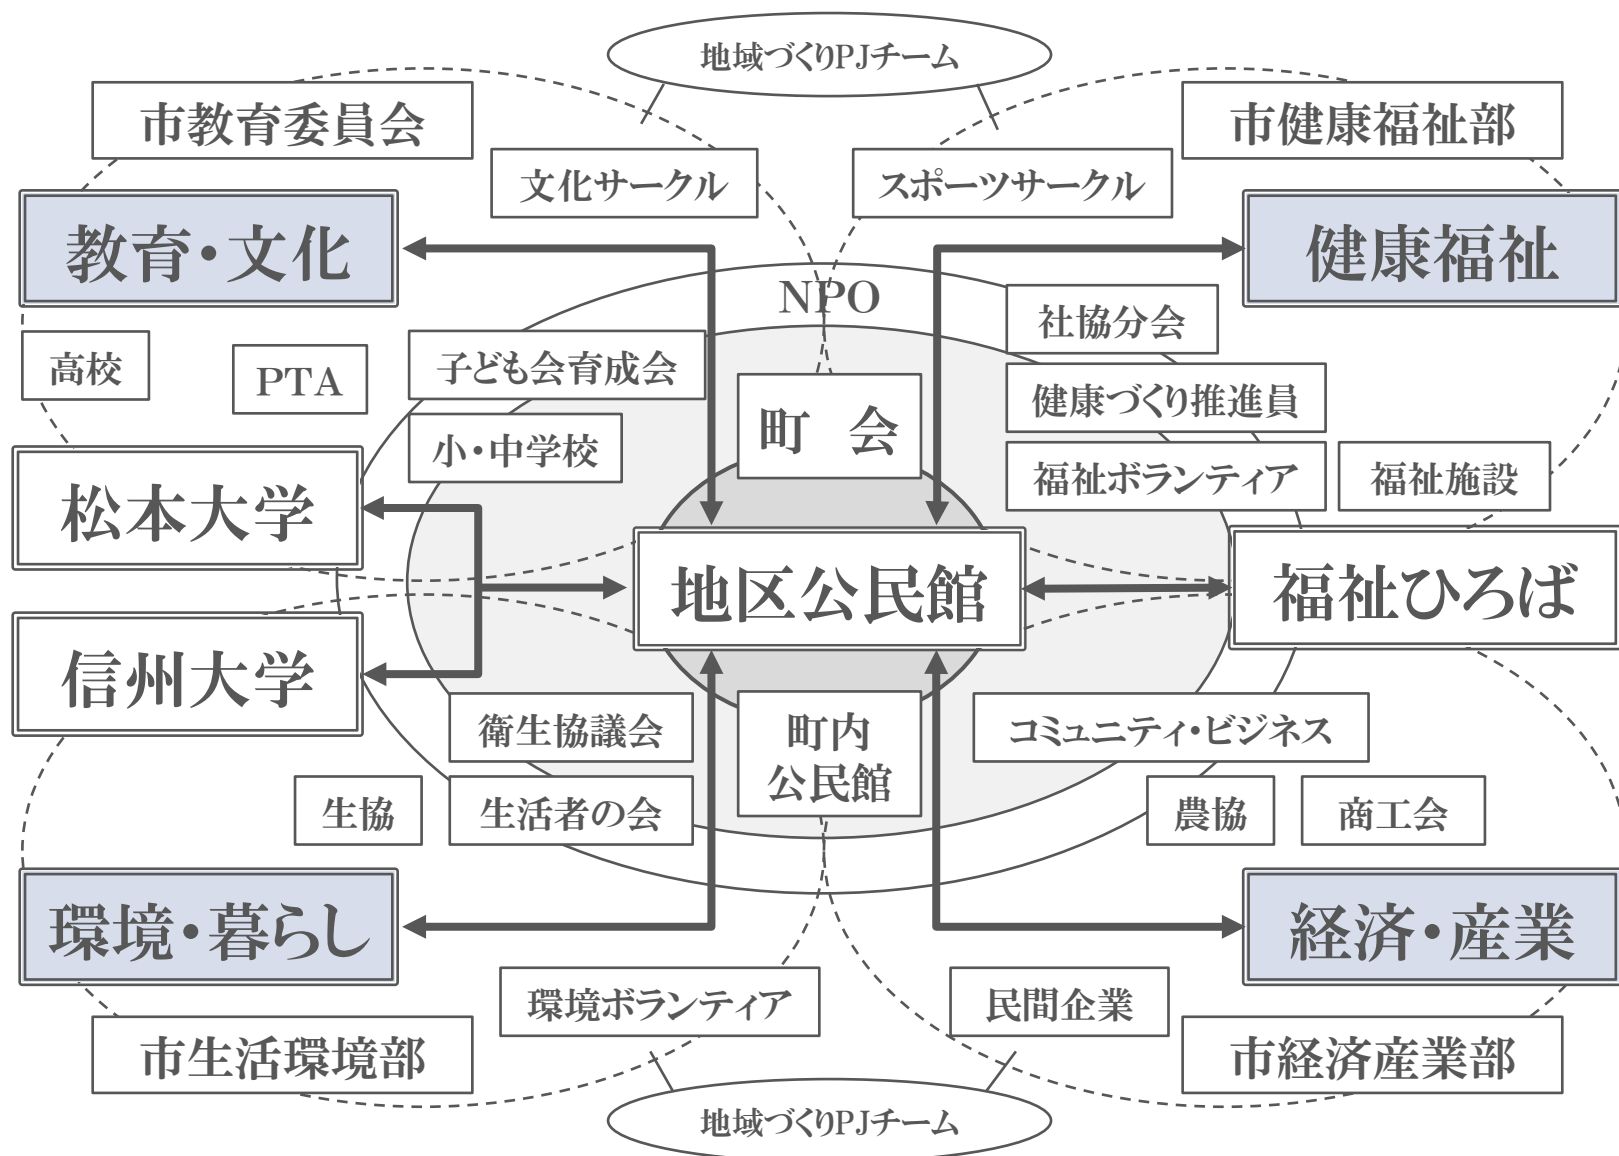 地域づくりPJチーム
市教育委員会
市健康福祉部
文化サークル
スポーツサークル
教育・文化
健康福祉
NPO
社協分会
高校
PTA
子ども会育成会
町　会
健康づくり推進員
小・中学校
福祉ボランティア
福祉施設
松本大学
地区公民館
福祉ひろば
信州大学
衛生協議会
町内
公民館
コミュニティ・ビジネス
生協
生活者の会
農協
商工会
環境・暮らし
経済・産業
環境ボランティア
民間企業
市生活環境部
市経済産業部
地域づくりPJチーム